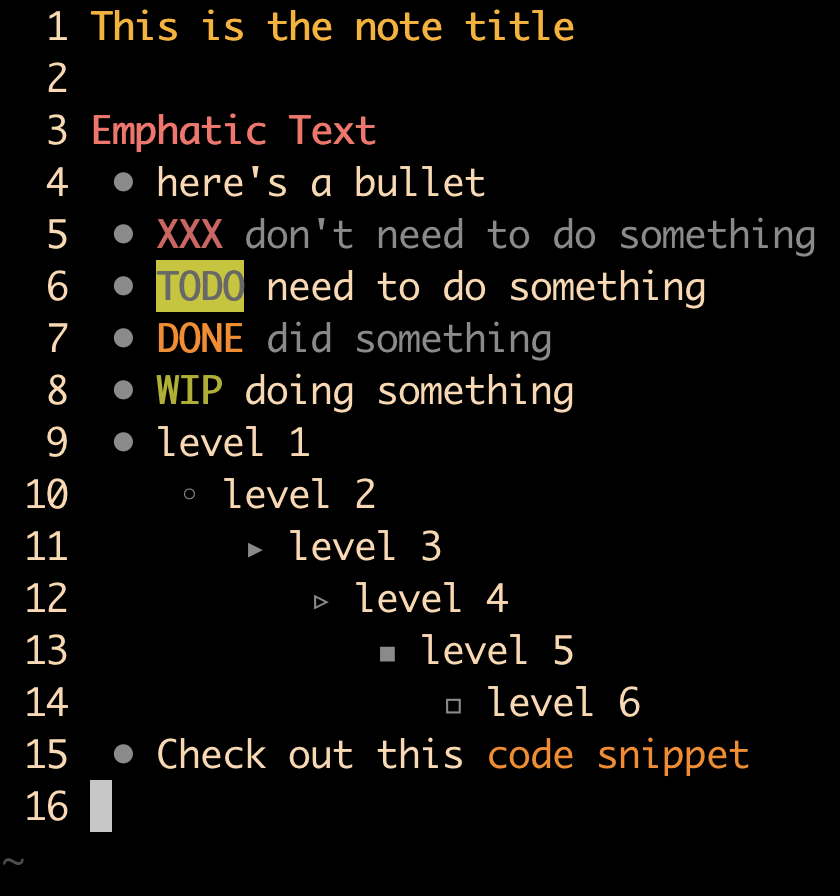 1 This is the note title
2
3 Emphatic Text
4 ● here's a bullet
5 ● XXX don't need to do something
6 ● TODO need to do something
7 ● DONE did something
8 ● WIP doing something
9 ● level 1
10 ○ level 2
11 ▶ level 3
12 ▷ level 4
13 ■ level 5
14 □ level 6
15 ● Check out this code snippet
16
~